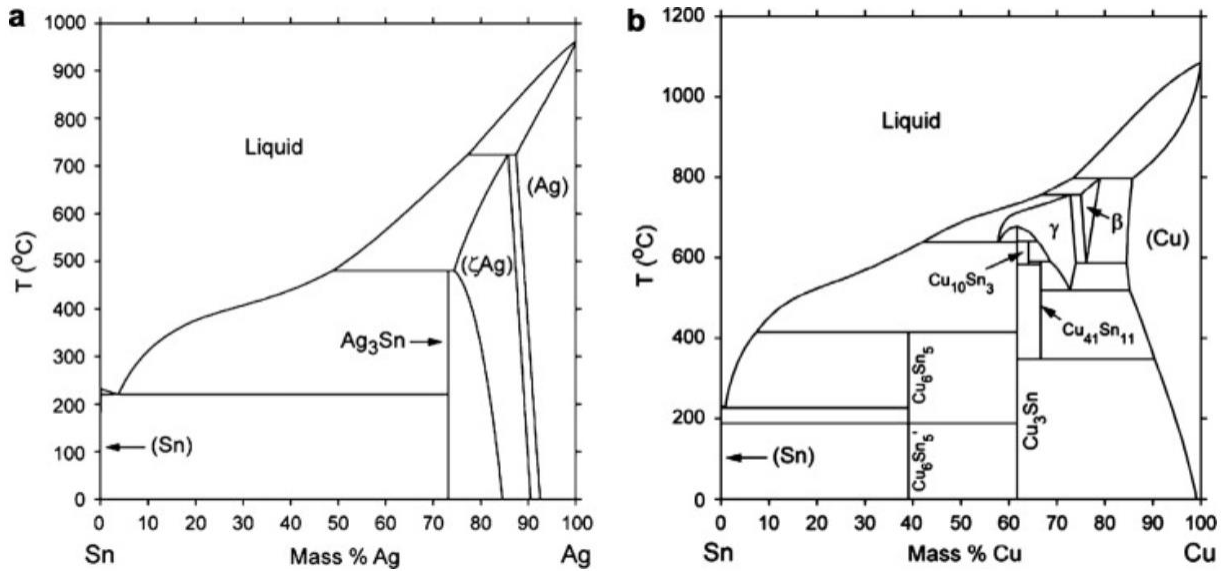 a
1000
900
800
700
600
500
400
300
200
100
0
T (°C)
Liquid
(Ag)
(ζAg)
Ag3Sn
(Sn)
0 10 20 30 40 50 60 70 80 90 100
Sn Mass % Ag Ag
b
1200
1000
800
600
400
200
0
T (°C)
Liquid
β
γ
(Cu)
Cu10Sn3
Cu41Sn11
Cu6Sn5
Cu3Sn
Cu6Sn5'
(Sn)
0 10 20 30 40 50 60 70 80 90 100
Sn Mass % Cu Cu